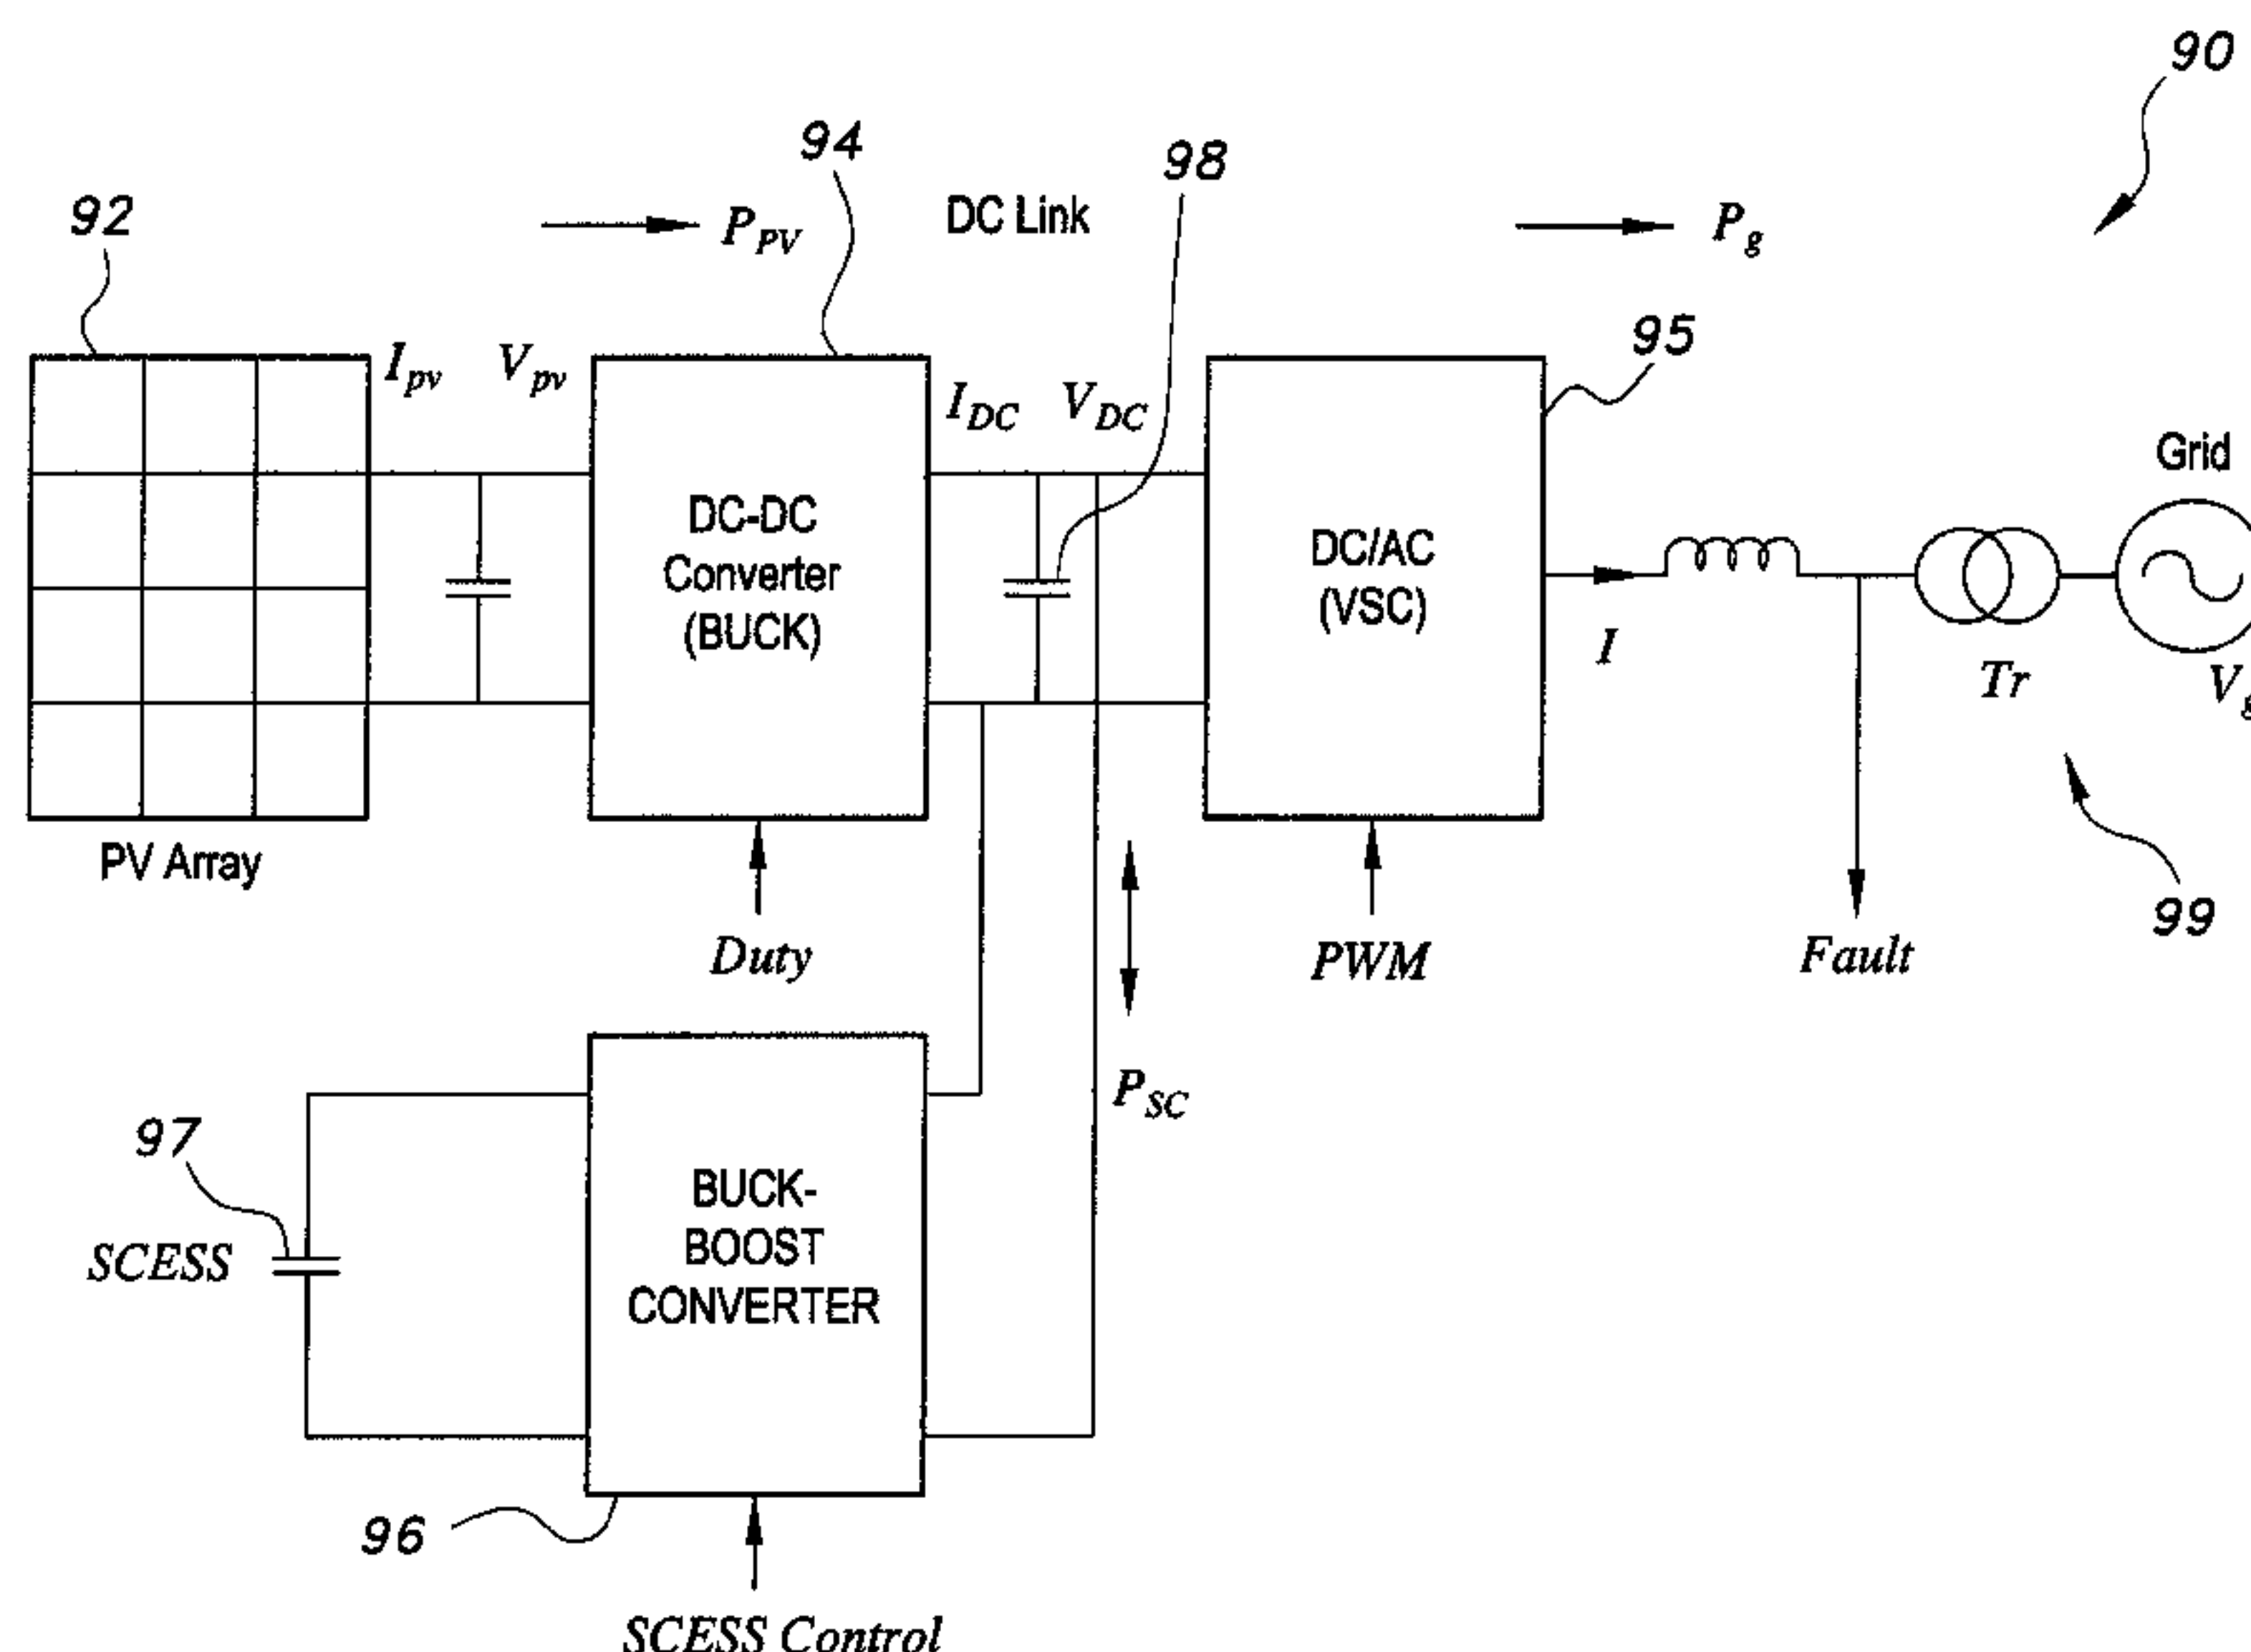 90
94
98
92
P_PV
DC Link
P_g
95
I_pv
V_pv
I_DC
V_DC
Grid
DC-DC
Converter
(BUCK)
DC/AC
(VSC)
I
Tr
PV Array
Duty
PWM
Fault
99
P_SC
97
SCESS
BUCK-
BOOST
CONVERTER
96
SCESS Control